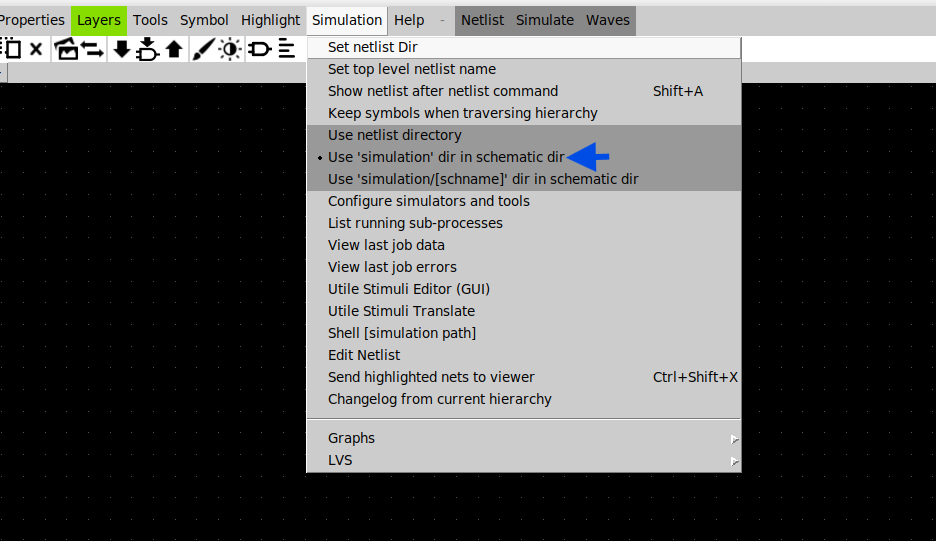 Properties Layers Tools Symbol Highlight Simulation Help - Netlist Simulate Waves
Set netlist Dir
Set top level netlist name
Show netlist after netlist command Shift+A
Keep symbols when traversing hierarchy
Use netlist directory
Use 'simulation' dir in schematic dir
Use 'simulation/[schname]' dir in schematic dir
Configure simulators and tools
List running sub-processes
View last job data
View last job errors
Utile Stimuli Editor (GUI)
Utile Stimuli Translate
Shell [simulation path]
Edit Netlist
Send highlighted nets to viewer Ctrl+Shift+X
Changelog from current hierarchy
Graphs
LVS